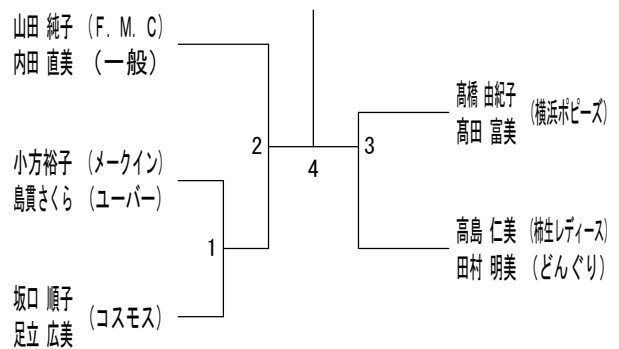 山田 純子 (F. M. C)
内田 直美 (一般)
小方裕子 (メークイン)
島貫さくら (ユーバー)
坂口 順子
足立 広美
(コスモス)
1
2
4
3
髙橋 由紀子
髙田 富美
(横浜ポピーズ)
高島 仁美 (柿生レディース)
田村 明美 (どんぐり)